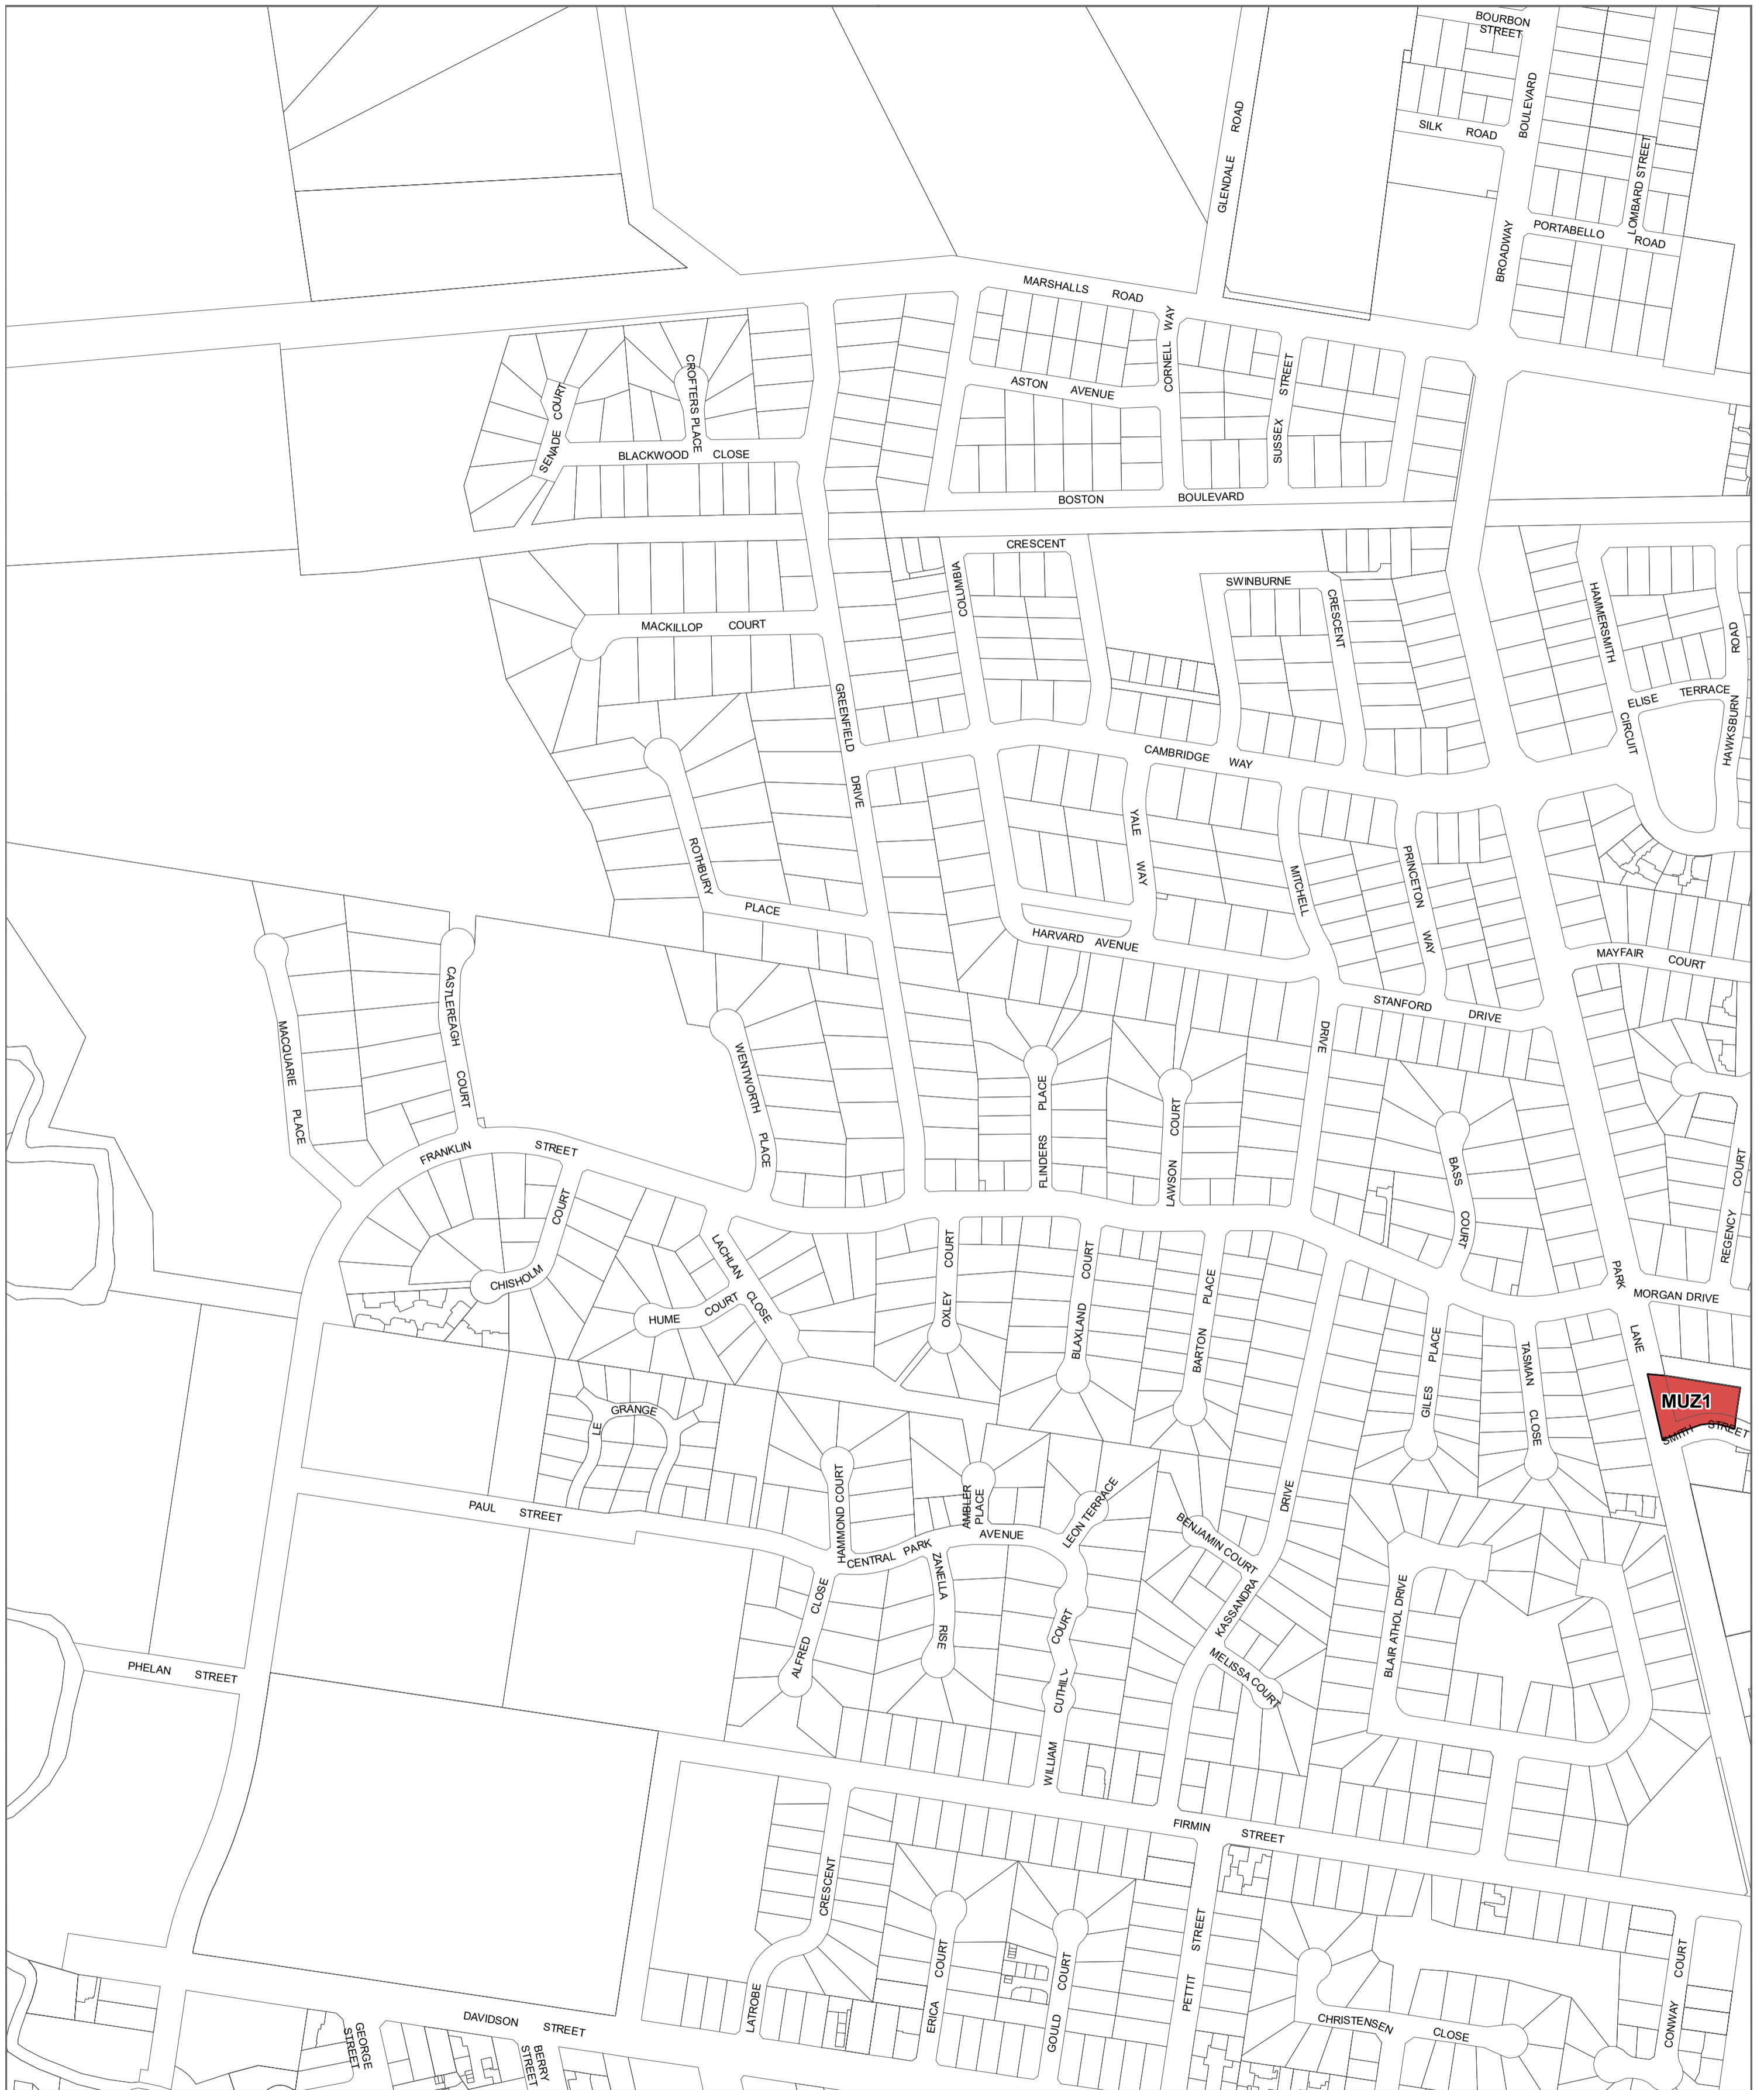 BOURBON
STREET
BOULEVARD
SILK ROAD
GLENDALE ROAD
LOMBARD STREET
PORTABELLO ROAD
BROADWAY
MARSHALLS ROAD
CORNELL WAY
ASTON AVENUE
SUSSEX STREET
CROFTERS PLACE
SENADE COURT
BLACKWOOD CLOSE
BOSTON BOULEVARD
CRESCENT
COLUMBIA
SWINBURNE
CRESCENT
HAMMERSMITH
ROAD
MACKILLOP COURT
ELISE TERRACE
CIRCUIT
HAWKSBURN
GREENFIELD
DRIVE
CAMBRIDGE WAY
YALE WAY
ROTHBURY
PLACE
MITCHELL
PRINCETON
WAY
HARVARD AVENUE
MAYFAIR COURT
CASTLEREAGH
COURT
STANFORD DRIVE
DRIVE
MACQUARIE
PLACE
WENTWORTH
PLACE
FLINDERS PLACE
LAWSON COURT
FRANKLIN STREET
BASS
COURT
COURT
REGENCY COURT
LACHLAN
CLOSE
CHISHOLM
HUME COURT
OXLEY COURT
BLAXLAND COURT
BARTON PLACE
PARK
MORGAN DRIVE
LANE
GILES PLACE
TASMAN
CLOSE
MUZ1
SMITH STREET
LE GRANGE
PAUL STREET
HAMMOND COURT
AMBLER
PLACE
LEON TERRACE
DRIVE
BENJAMIN COURT
CENTRAL PARK AVENUE
ZANELLA
RISE
ALFRED CLOSE
KASSANDRA
BLAIR ATHOL DRIVE
MELISSA COURT
WILLIAM CUTHILL COURT
PHELAN STREET
FIRMIN STREET
LATROBE CRESCENT
ERICA COURT
GOULD COURT
PETTIT STREET
CONWAY COURT
CHRISTENSEN CLOSE
DAVIDSON STREET
GEORGE
STREET
BERRY
STREET